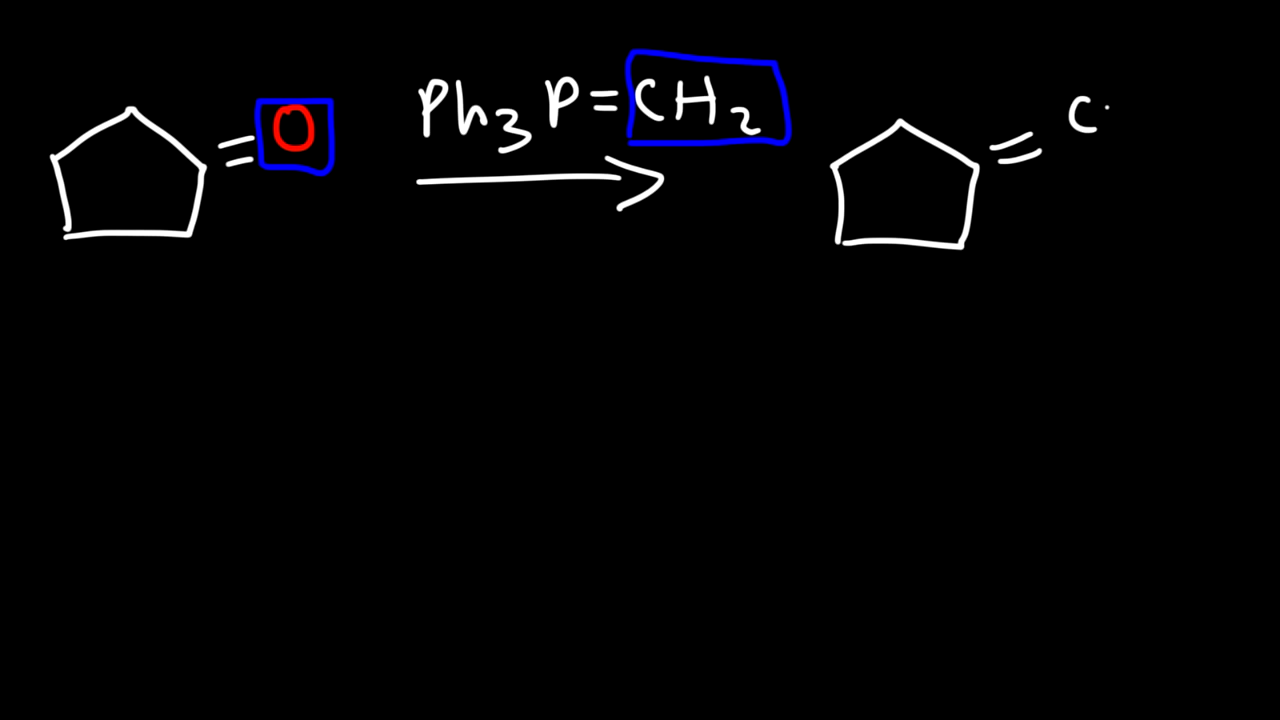 =O Ph₃P=CH₂ =C